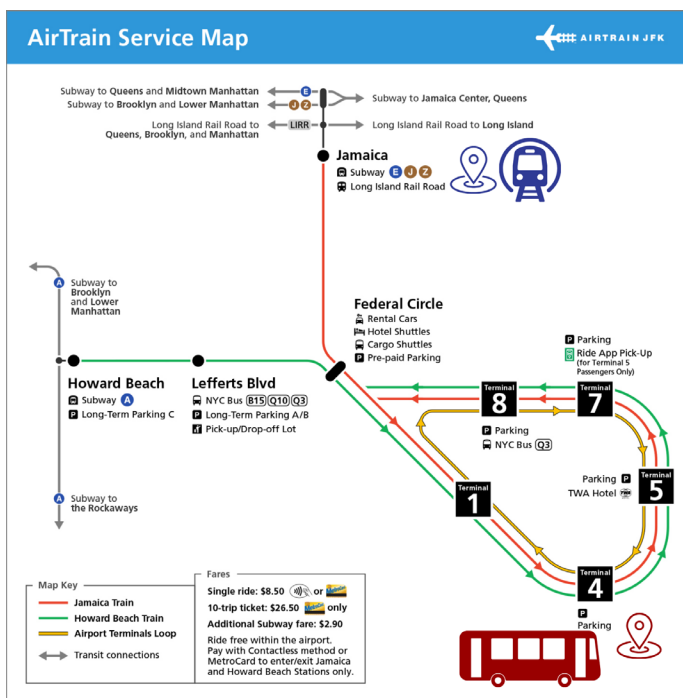 AirTrain Service Map
AIRTRAIN JFK
Subway to Queens and Midtown Manhattan
E
Subway to Brooklyn and Lower Manhattan
J Z
Subway to Jamaica Center, Queens
Long Island Rail Road to
Queens, Brooklyn, and Manhattan
LIRR
Long Island Rail Road to Long Island
Jamaica
Subway E J Z
Long Island Rail Road
A
Subway to
Brooklyn
and Lower
Manhattan
Federal Circle
Rental Cars
Hotel Shuttles
Cargo Shuttles
P Pre-paid Parking
P Parking
Ride App Pick-Up
(for Terminal 5
Passengers Only)
Howard Beach
Subway A
P Long-Term Parking C
Lefferts Blvd
NYC Bus B15 Q10 Q3
P Long-Term Parking A/B
Pick-up/Drop-off Lot
Terminal
8
Terminal
7
P Parking
NYC Bus Q3
Parking P
TWA Hotel
Terminal
5
Terminal
1
A
Subway to
the Rockaways
Terminal
4
P
Parking
Map Key
Jamaica Train
Howard Beach Train
Airport Terminals Loop
Transit connections
Fares
Single ride: $8.50 or MetroCard
10-trip ticket: $26.50 MetroCard only
Additional Subway fare: $2.90
Ride free within the airport.
Pay with Contactless method or
MetroCard to enter/exit Jamaica
and Howard Beach Stations only.